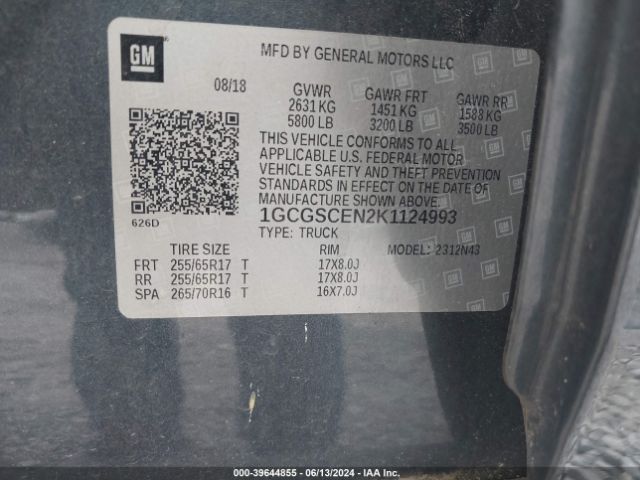 GM
MFD BY GENERAL MOTORS LLC
08/18
GVWR GAWR FRT GAWR RR
2631 KG 1451 KG 1588 KG
5800 LB 3200 LB 3500 LB
THIS VEHICLE CONFORMS TO ALL
APPLICABLE U.S. FEDERAL MOTOR
VEHICLE SAFETY AND THEFT PREVENTION
STANDARDS IN EFFECT ON THE DATE OF
MANUFACTURE SHOWN ABOVE.
1GCGSCEN2K1124993
626D
TYPE: TRUCK MODEL: 2312N43
TIRE SIZE RIM
FRT 255/65R17 T 17X8.0J
RR 255/65R17 T 17X8.0J
SPA 265/70R16 T 16X7.0J
000-39644855 - 06/13/2024 - IAA Inc.